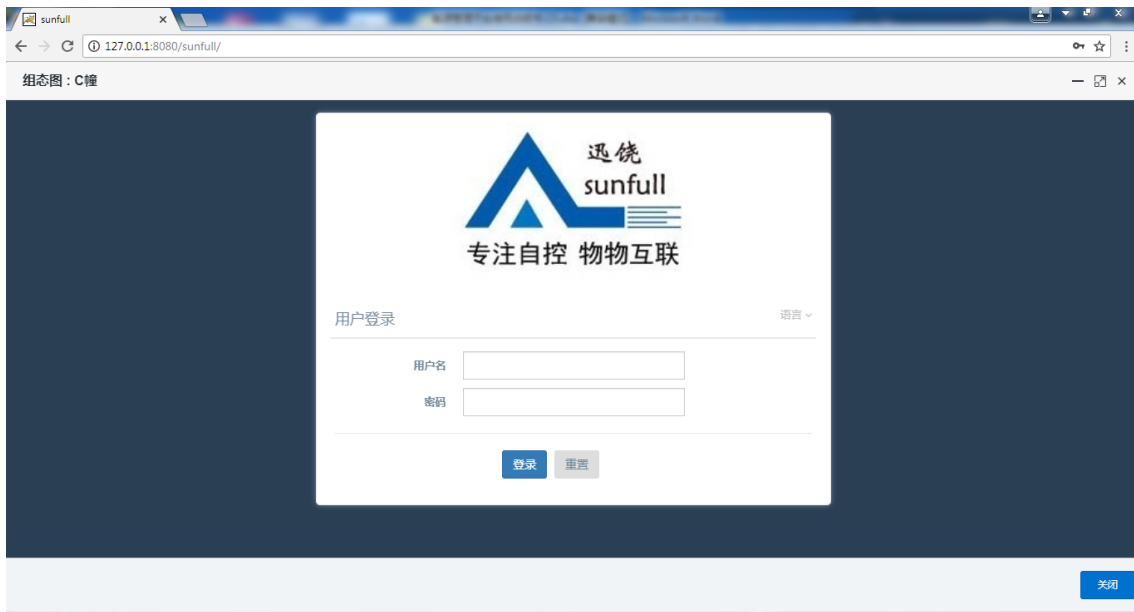 sunfull
127.0.0.1:8080/sunfull/
组态图：C幢
迅饶
sunfull
专注自控 物物互联
用户登录
语言
用户名
密码
登录 重置
关闭